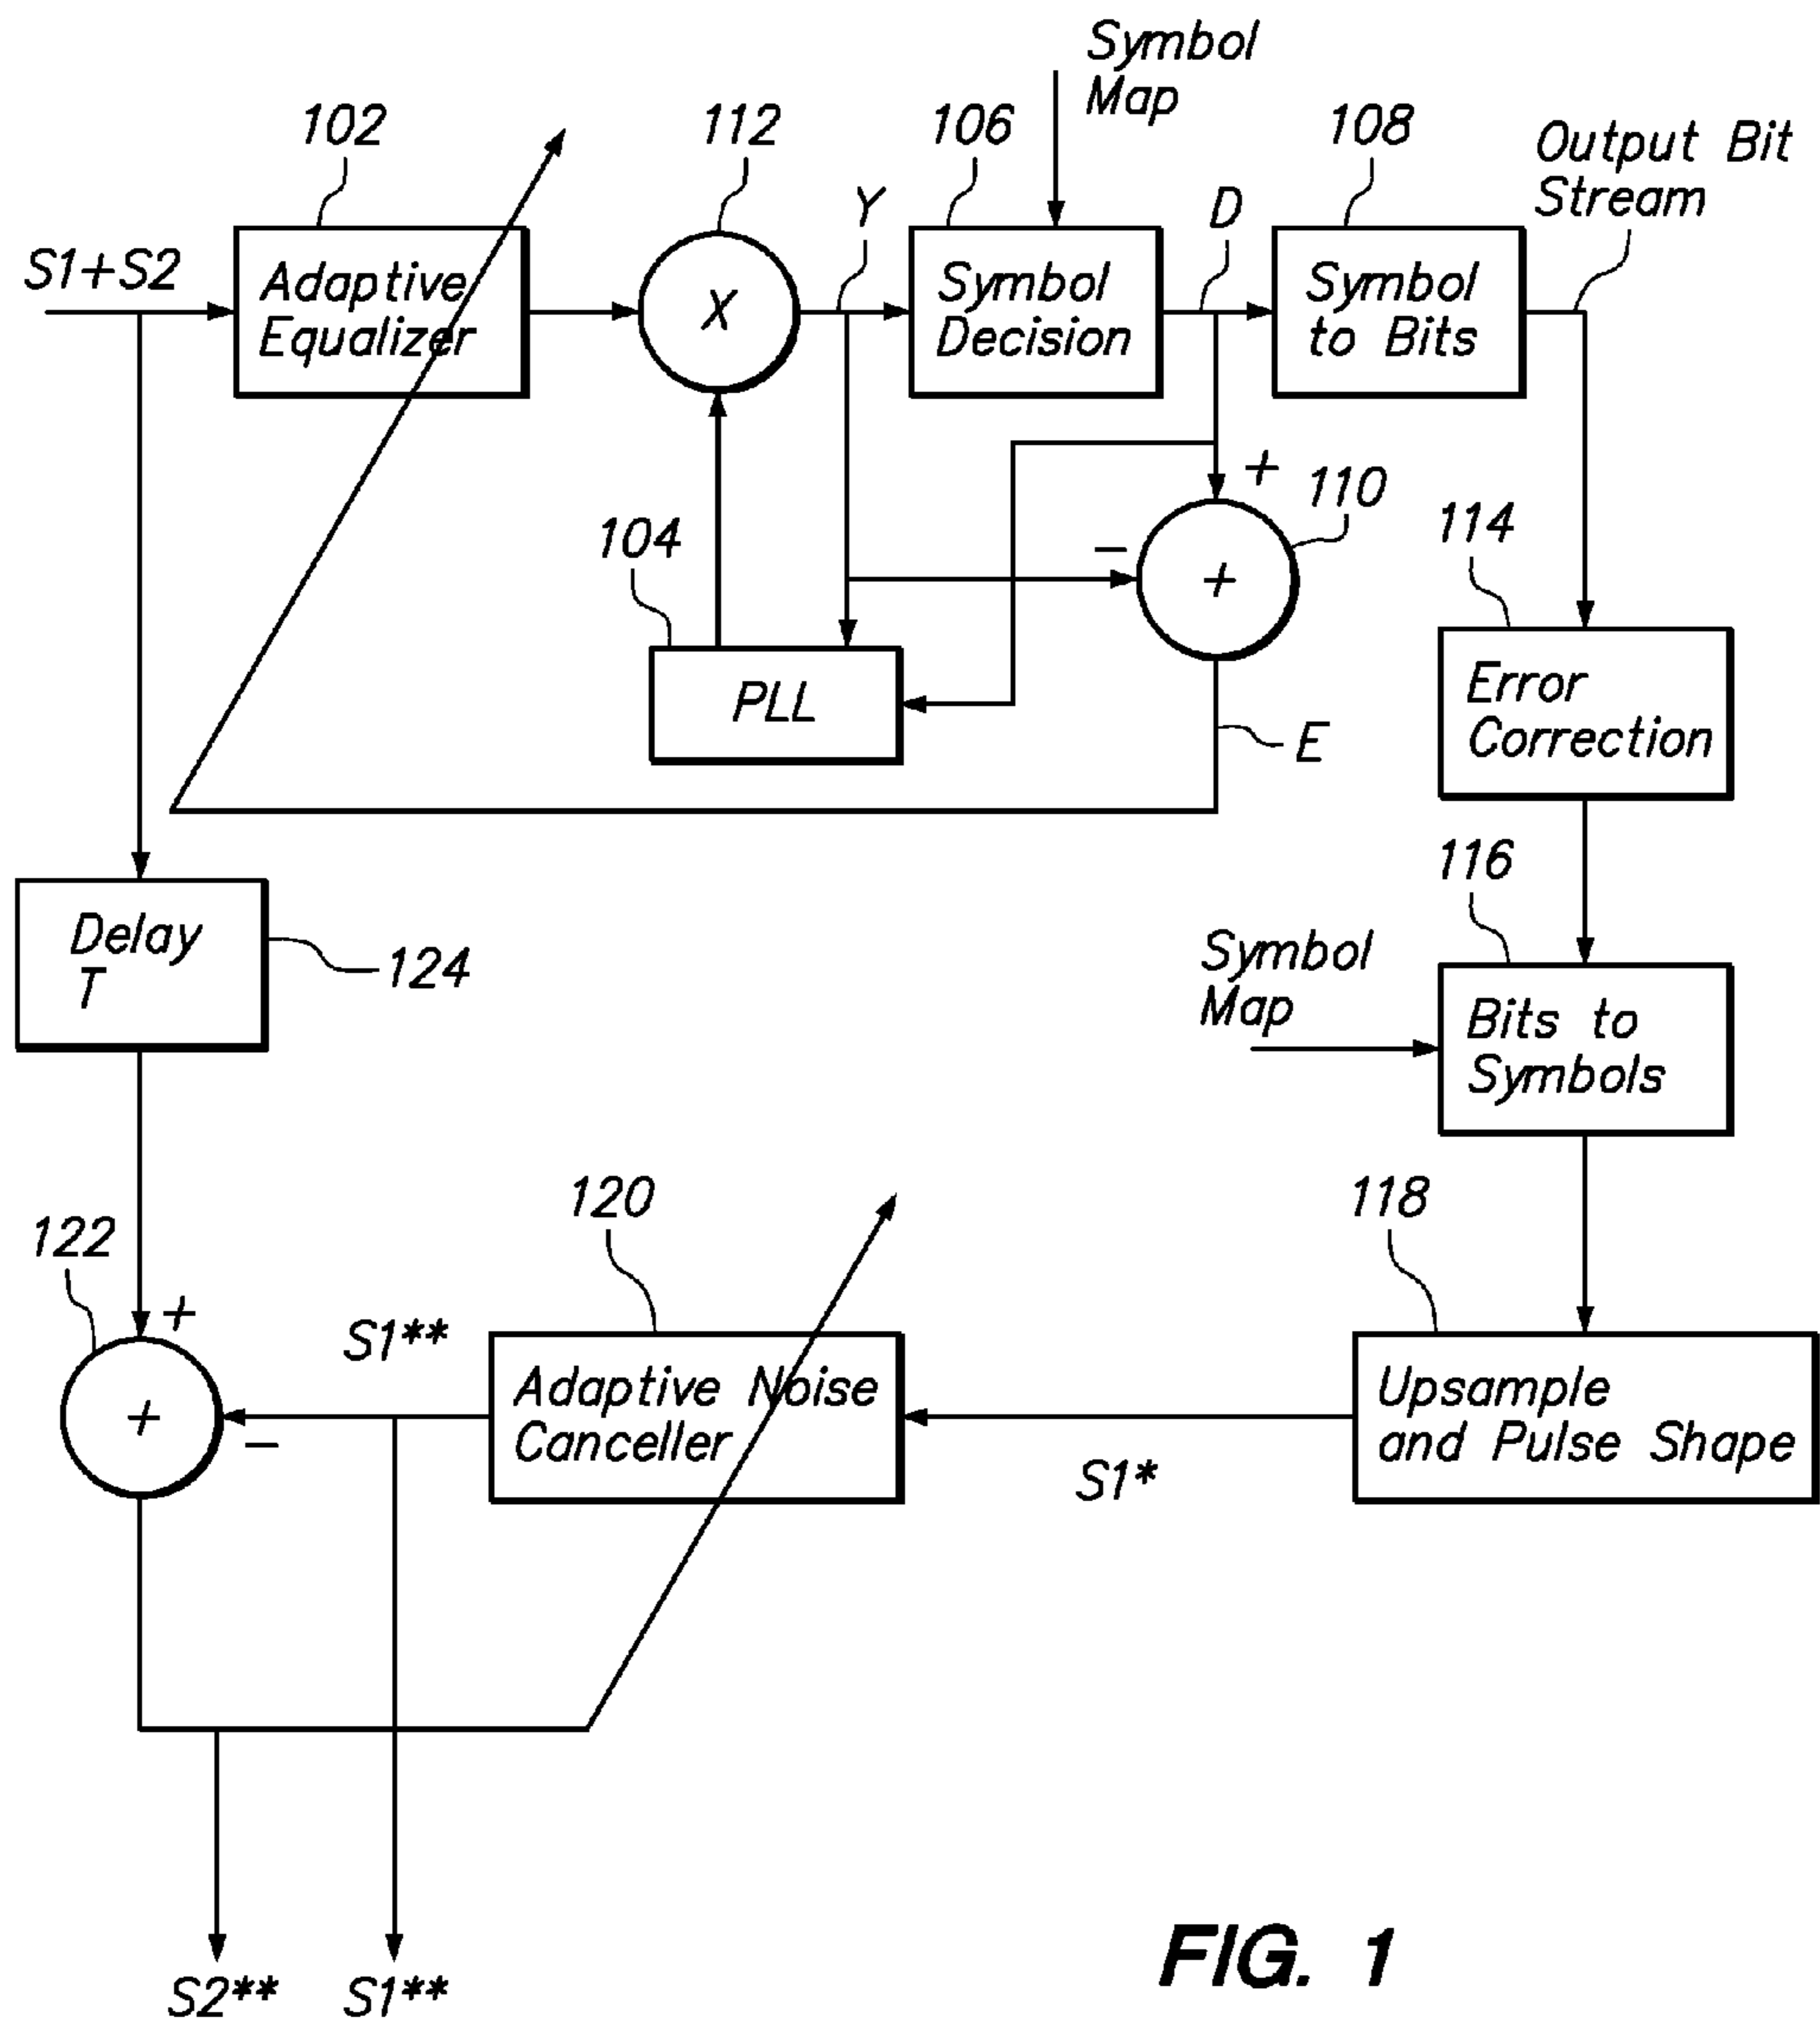 Symbol
Map
102
112
106
108
Output Bit
Stream
Y
D
S1+S2
Adaptive
Equalizer
X
Symbol
Decision
Symbol
to Bits
+
110
104
114
−
+
PLL
E
Error
Correction
116
Delay
T
124
Symbol
Map
Bits to
Symbols
120
118
122
+
S1**
Adaptive Noise
Canceller
Upsample
and Pulse Shape
+
−
S1*
S2**
S1**
FIG. 1